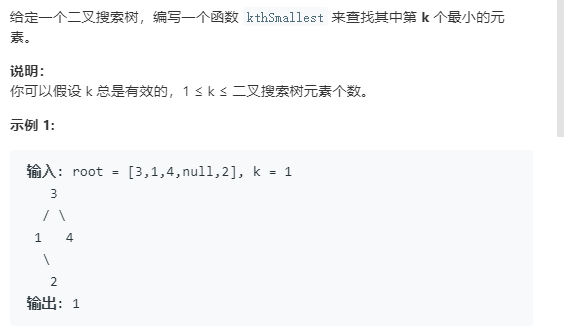 给定一个二叉搜索树，编写一个函数 kthSmallest 来查找其中第 k 个最小的元
素。
说明：
你可以假设 k 总是有效的，1 ≤ k ≤ 二叉搜索树元素个数。
示例 1:
输入: root = [3,1,4,null,2], k = 1
3
/ \
1 4
\
2
输出: 1